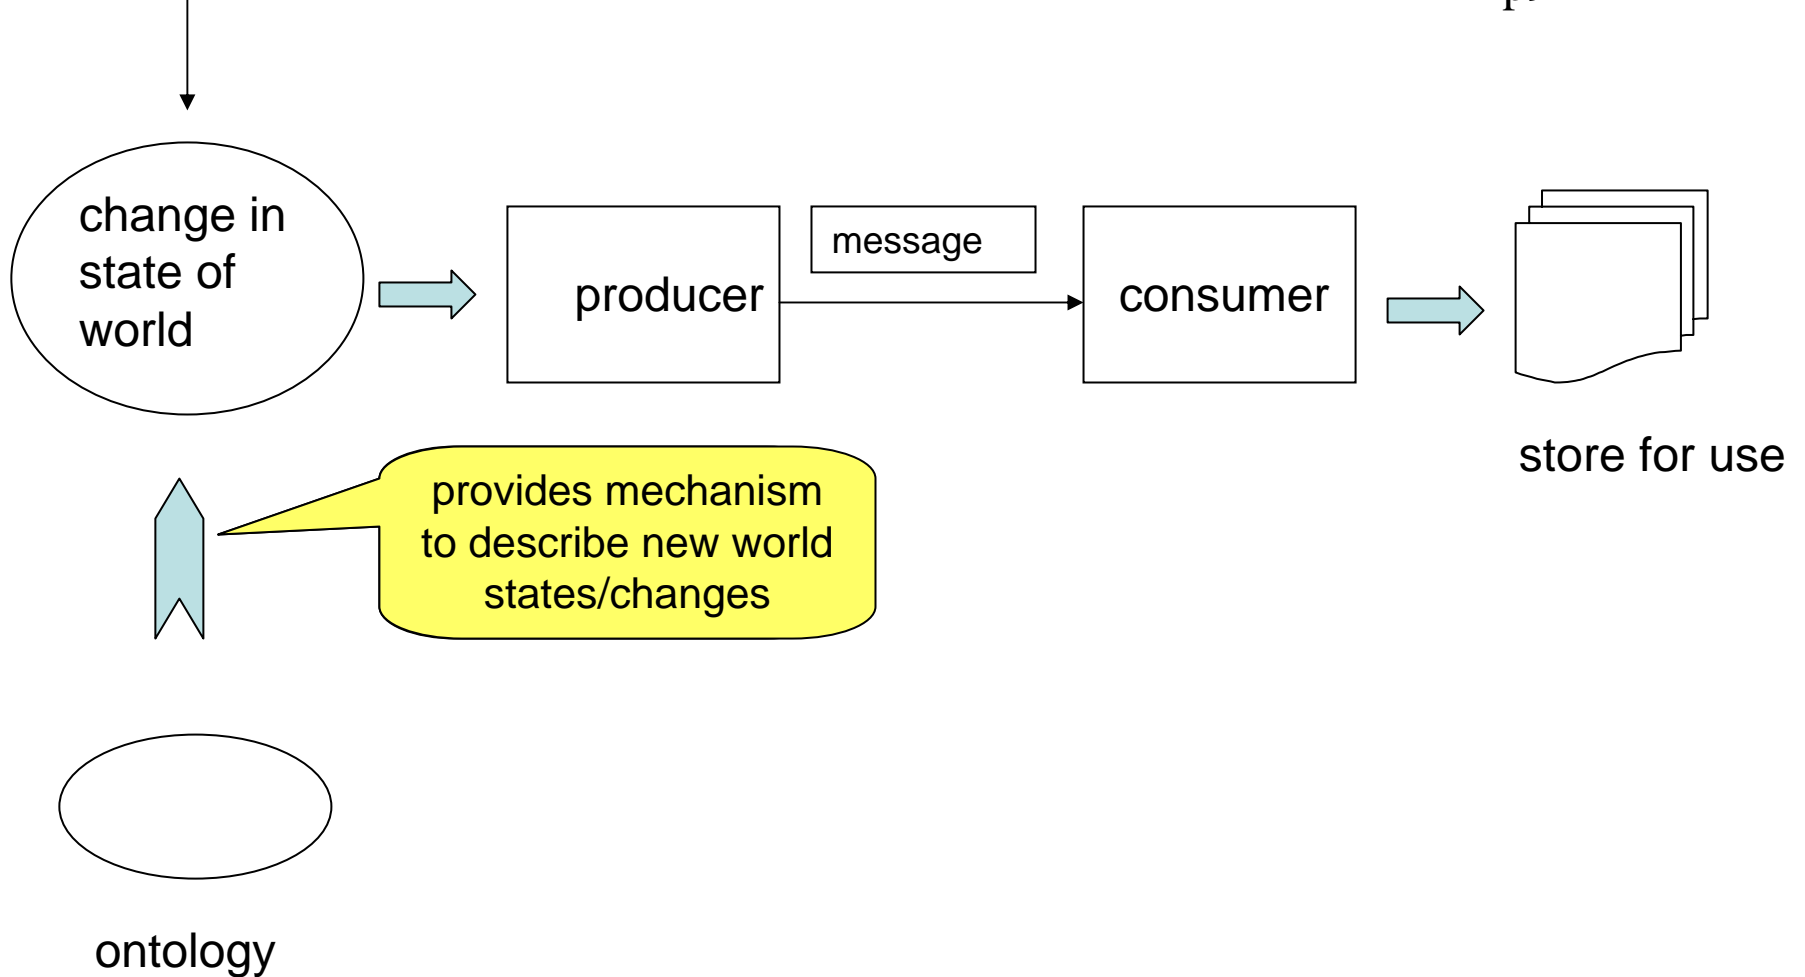 change in
state of
world
producer
message
consumer
store for use
provides mechanism
to describe new world
states/changes
ontology